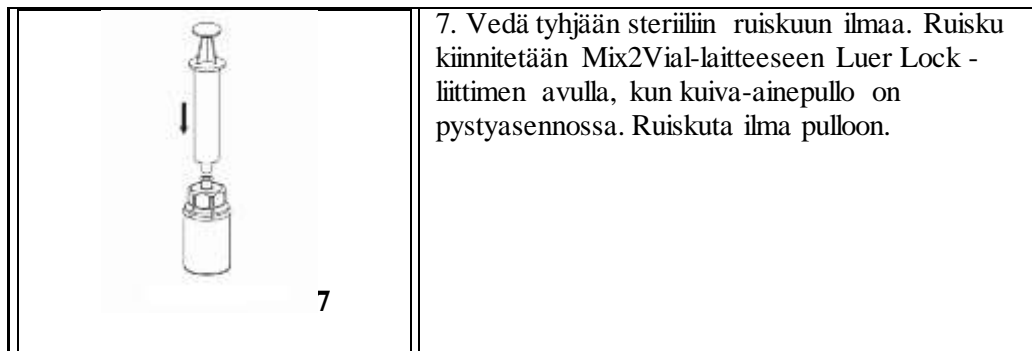 7. Vedä tyhjään steriiliin ruiskuun ilmaa. Ruisku
kiinnitetään Mix2Vial-laitteeseen Luer Lock -
liittimen avulla, kun kuiva-ainepullo on
pystyasennossa. Ruiskuta ilma pulloon.
7